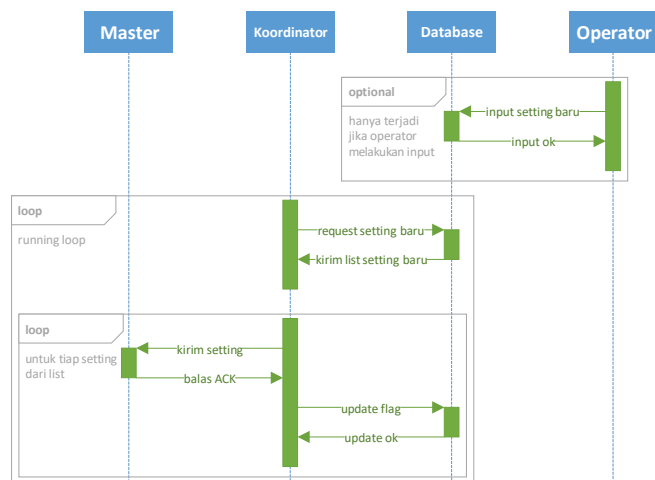 Master
Koordinator
Database
Operator
optional
hanya terjadi
jika operator
melakukan input
input setting baru
input ok
loop
running loop
request setting baru
kirim list setting baru
loop
untuk tiap setting
dari list
kirim setting
balas ACK
update flag
update ok